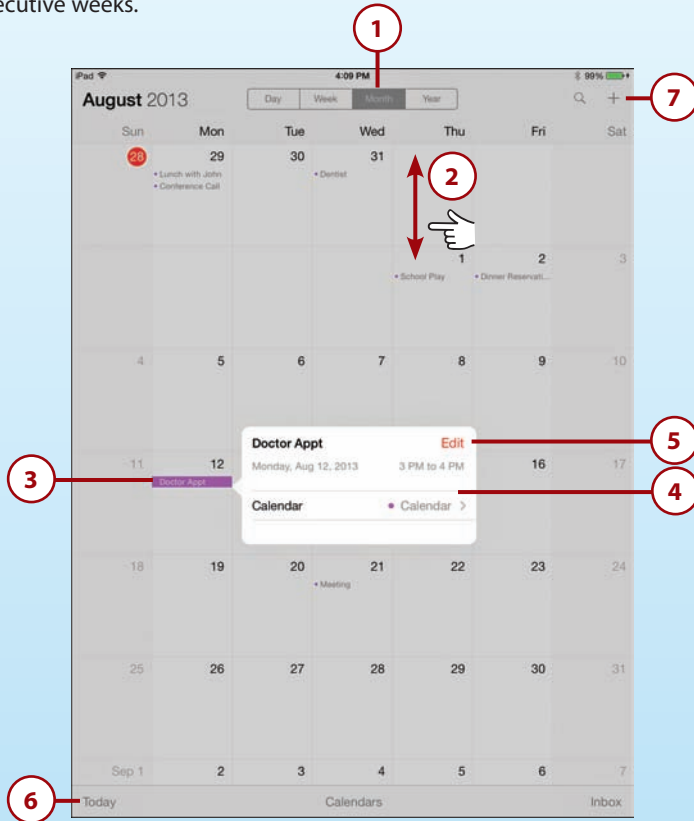 ecutive weeks.
1
iPad 4:09 PM 99%
August 2013 Day Week Month Year
7
Sun Mon Tue Wed Thu Fri Sat
28 29 30 31
• Lunch with John • Dentist
• Conference Call
2
1 2 3
• School Play • Dinner Reservati...
4 5 6 7 8 9 10
Doctor Appt Edit
5
11 12 16 17
Monday, Aug 12, 2013 3 PM to 4 PM
3
Doctor Appt
4
Calendar • Calendar >
18 19 20 21 22 23 24
• Meeting
25 26 27 28 29 30 31
Sep 1 2 3 4 5 6 7
6
Today Calendars Inbox